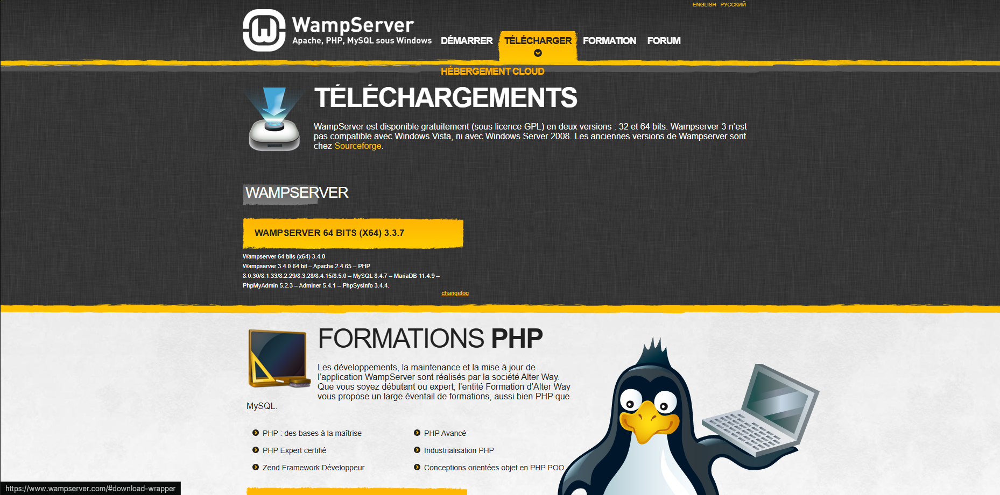 ENGLISH РУССКИЙ
WampServer
Apache, PHP, MySQL sous Windows
DÉMARRER TÉLÉCHARGER FORMATION FORUM
HÉBERGEMENT CLOUD
TÉLÉCHARGEMENTS
WampServer est disponible gratuitement (sous licence GPL) en deux versions : 32 et 64 bits. Wampserver 3 n’est
pas compatible avec Windows Vista, ni avec Windows Server 2008. Les anciennes versions de Wampserver sont
chez Sourceforge.
WAMPSERVER
WAMPSERVER 64 BITS (X64) 3.3.7
Wampserver 64 bits (x64) 3.4.0
Wampserver 3.4.0 64 bit – Apache 2.4.65 – PHP
8.0.30/8.1.33/8.2.29/8.3.28/8.4.15/8.5.0 – MySQL 8.4.7 – MariaDB 11.4.9 –
PhpMyAdmin 5.2.3 – Adminer 5.4.1 – PhpSysInfo 3.4.4.
changelog
FORMATIONS PHP
Les développements, la maintenance et la mise à jour de
l’application WampServer sont réalisés par la société Alter Way.
Que vous soyez débutant ou expert, l’entité Formation d’Alter Way
vous propose un large éventail de formations, aussi bien PHP que
MySQL.
PHP : des bases à la maîtrise
PHP Avancé
PHP Expert certifié
Industrialisation PHP
Zend Framework Développeur
Conceptions orientées objet en PHP POO
https://www.wampserver.com/#download-wrapper